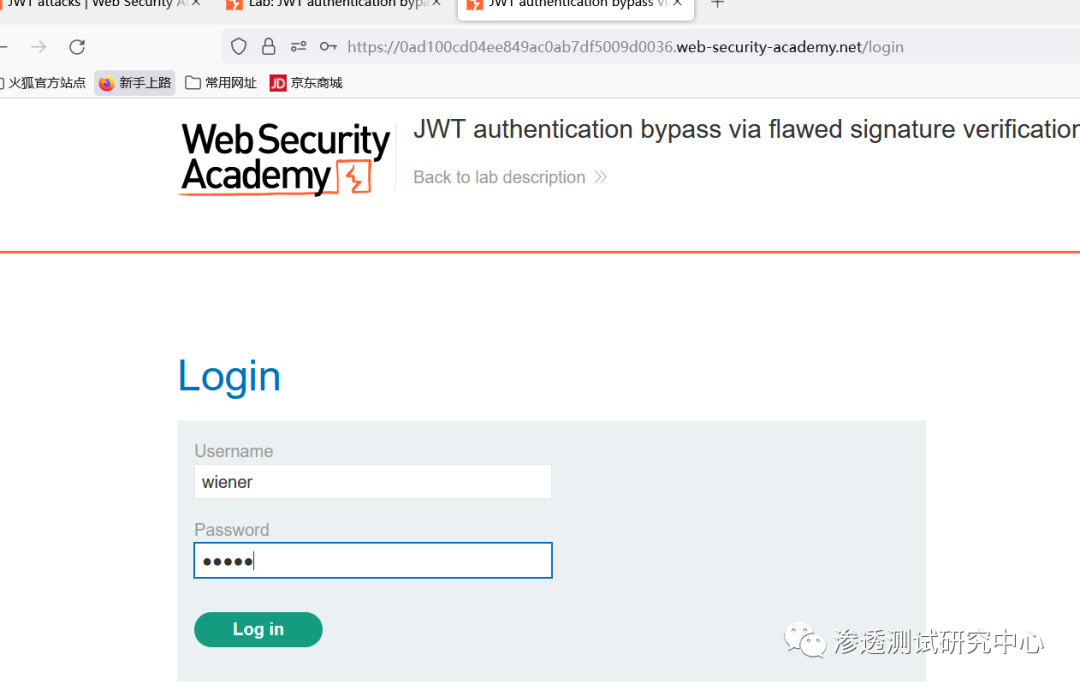 JWT attacks | Web Security A
Lab: JWT authentication bypa
JWT authentication bypass vi
https://0ad100cd04ee849ac0ab7df5009d0036.web-security-academy.net/login
火狐官方站点
新手上路
常用网址
JD 京东商城
Web Security
Academy
JWT authentication bypass via flawed signature verification
Back to lab description
Login
Username
wiener
Password
Log in
渗透测试研究中心